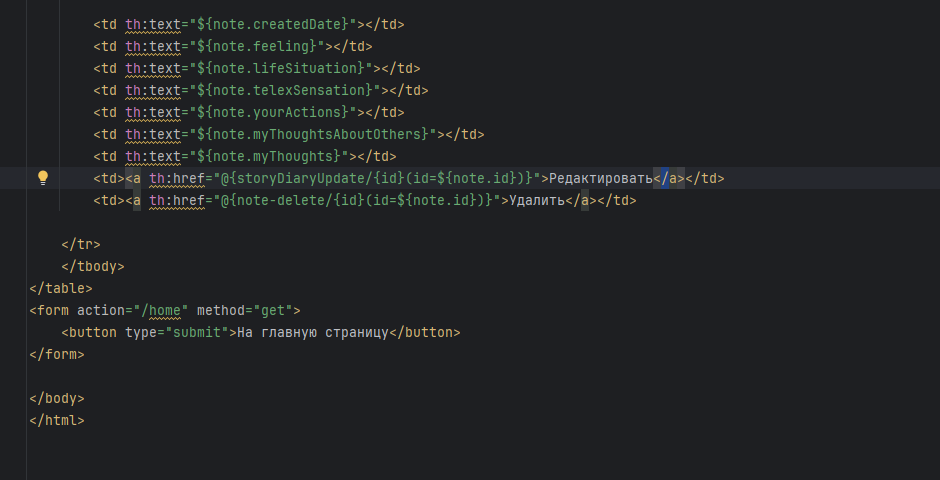 <td th:text="${note.createdDate}"></td>
<td th:text="${note.feeling}"></td>
<td th:text="${note.lifeSituation}"></td>
<td th:text="${note.telexSensation}"></td>
<td th:text="${note.yourActions}"></td>
<td th:text="${note.myThoughtsAboutOthers}"></td>
<td th:text="${note.myThoughts}"></td>
<td><a th:href="@{storyDiaryUpdate/{id}(id=${note.id})}">Редактировать</a></td>
<td><a th:href="@{note-delete/{id}(id=${note.id})}">Удалить</a></td>
</tr>
</tbody>
</table>
<form action="/home" method="get">
<button type="submit">На главную страницу</button>
</form>
</body>
</html>